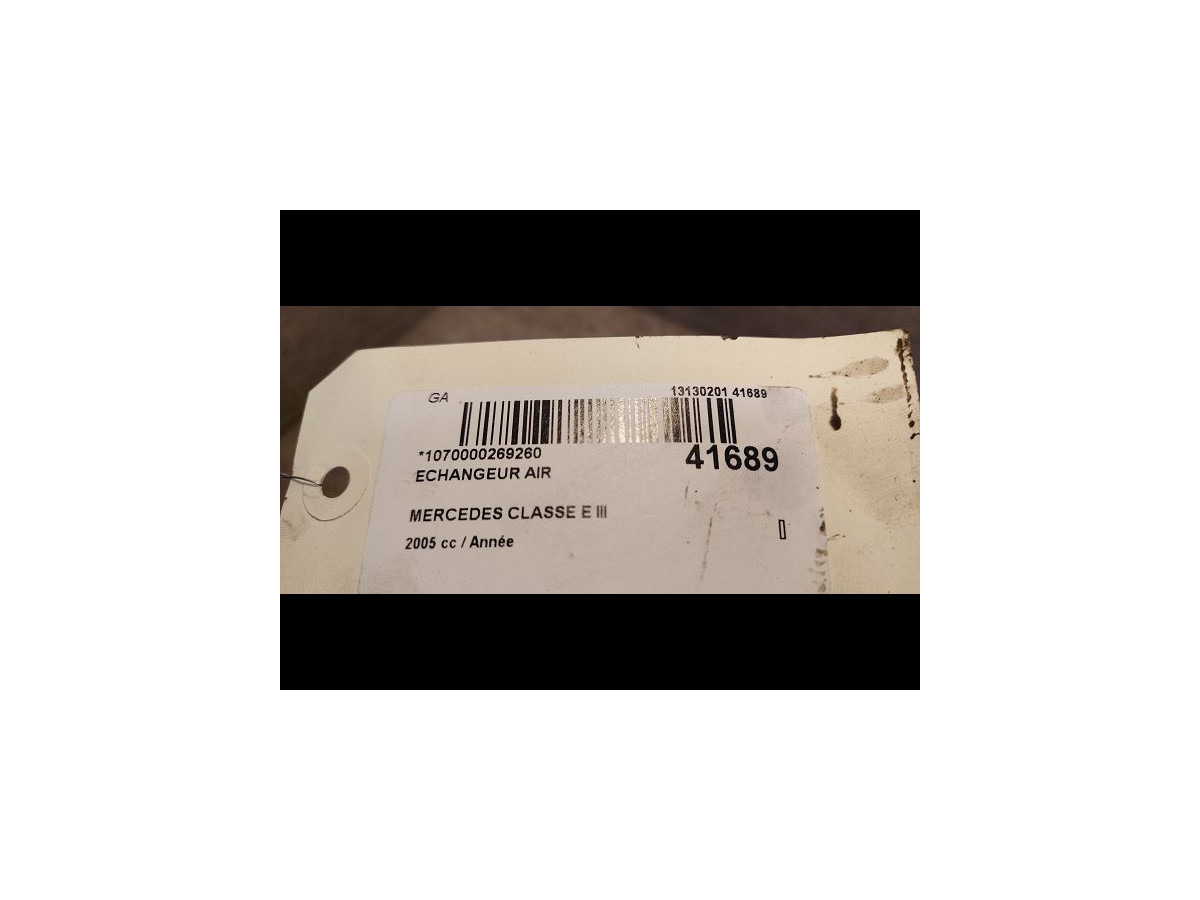 GA 13130201 41689
*1070000269260 41689
ECHANGEUR AIR
MERCEDES CLASSE E III
2005 cc / Année